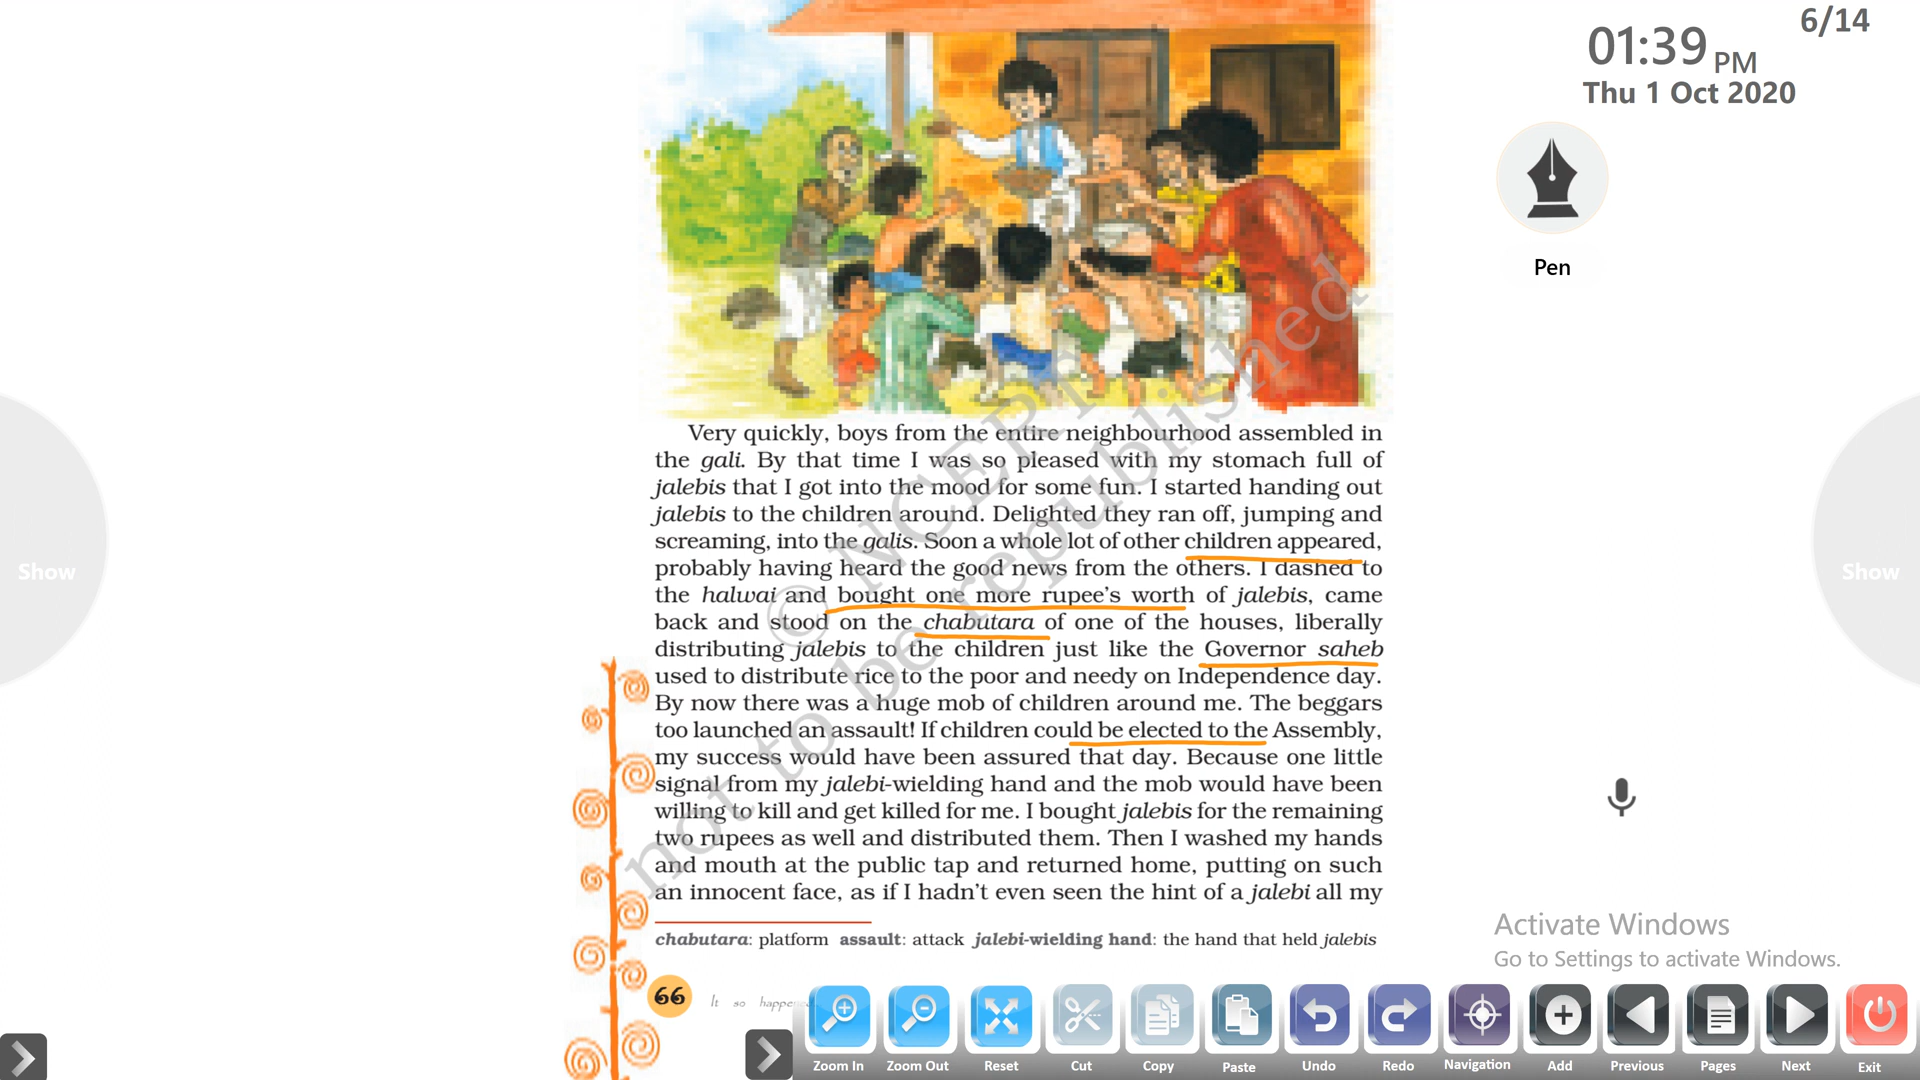 6/14
01:39 PM
Thu 1 Oct 2020
Pen
Show
Show
Very quickly, boys from the entire neighbourhood assembled in
the gali. By that time I was so pleased with my stomach full of
jalebis that I got into the mood for some fun. I started handing out
jalebis to the children around. Delighted they ran off, jumping and
screaming, into the galis. Soon a whole lot of other children appeared,
probably having heard the good news from the others. I dashed to
the halwai and bought one more rupee's worth of jalebis, came
back and stood on the chabutara of one of the houses, liberally
distributing jalebis to the children just like the Governor saheb
used to distribute rice to the poor and needy on Independence day.
By now there was a huge mob of children around me. The beggars
too launched an assault! If children could be elected to the Assembly,
my success would have been assured that day. Because one little
signal from my jalebi-wielding hand and the mob would have been
willing to kill and get killed for me. I bought jalebis for the remaining
two rupees as well and distributed them. Then I washed my hands
and mouth at the public tap and returned home, putting on such
an innocent face, as if I hadn't even seen the hint of a jalebi all my
© NCERT
not to be republished
chabutara: platform assault: attack jalebi-wielding hand: the hand that held jalebis
66 It so happe
Activate Windows
Go to Settings to activate Windows.
Zoom In Zoom Out Reset Cut Copy Paste Undo Redo Navigation Add Previous Pages Next Exit